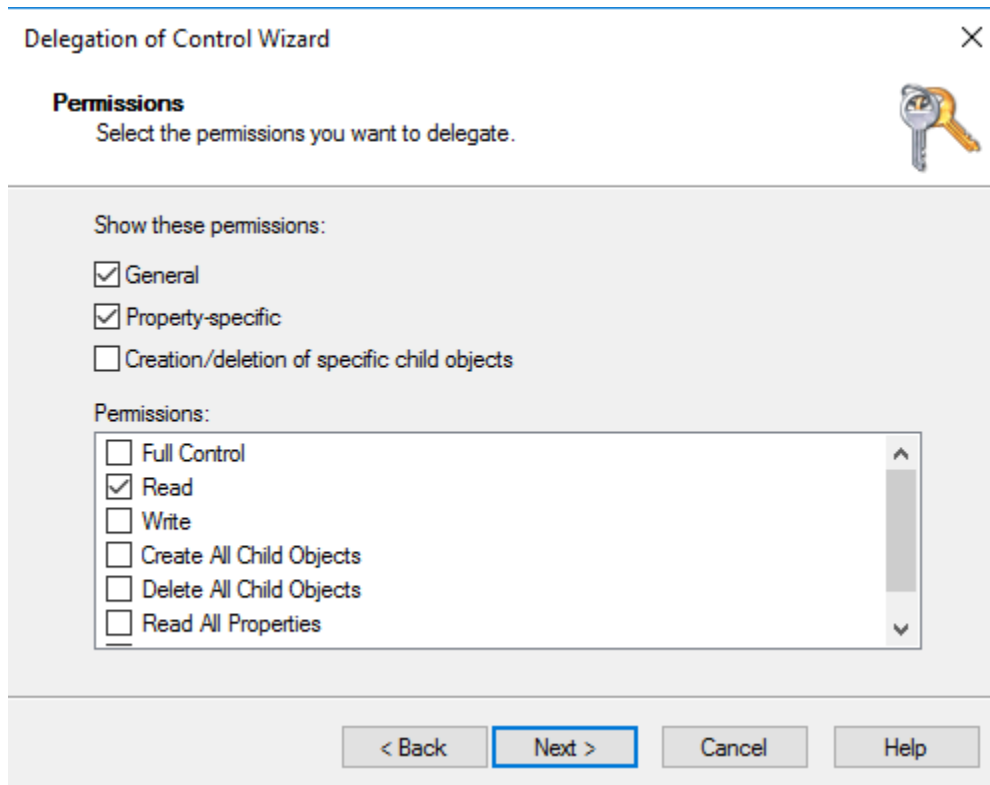 Delegation of Control Wizard
Permissions
Select the permissions you want to delegate.
Show these permissions:
General
Property-specific
Creation/deletion of specific child objects
Permissions:
Full Control
Read
Write
Create All Child Objects
Delete All Child Objects
Read All Properties
< Back Next > Cancel Help